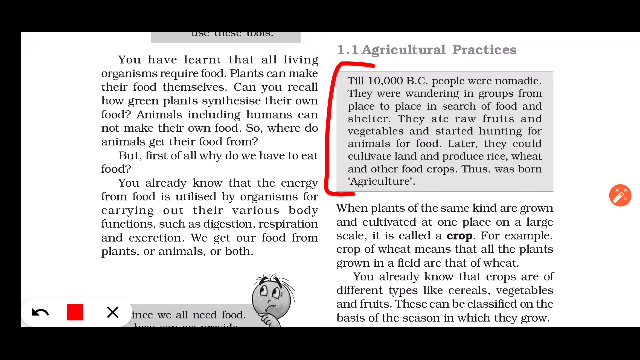 use these tools.
You have learnt that all living
organisms require food. Plants can make
their food themselves. Can you recall
how green plants synthesise their own
food? Animals including humans can
not make their own food. So, where do
animals get their food from?
But, first of all why do we have to eat
food?
You already know that the energy
from food is utilised by organisms for
carrying out their various body
functions, such as digestion, respiration
and excretion. We get our food from
plants, or animals, or both.
ince we all need food,
1.1 Agricultural Practices
Till 10,000 B.C. people were nomadic.
They were wandering in groups from
place to place in search of food and
shelter. They ate raw fruits and
vegetables and started hunting for
animals for food. Later, they could
cultivate land and produce rice, wheat
and other food crops. Thus, was born
'Agriculture'.
When plants of the same kind are grown
and cultivated at one place on a large
scale, it is called a crop. For example,
crop of wheat means that all the plants
grown in a field are that of wheat.
You already know that crops are of
different types like cereals, vegetables
and fruits. These can be classified on the
basis of the season in which they grow.